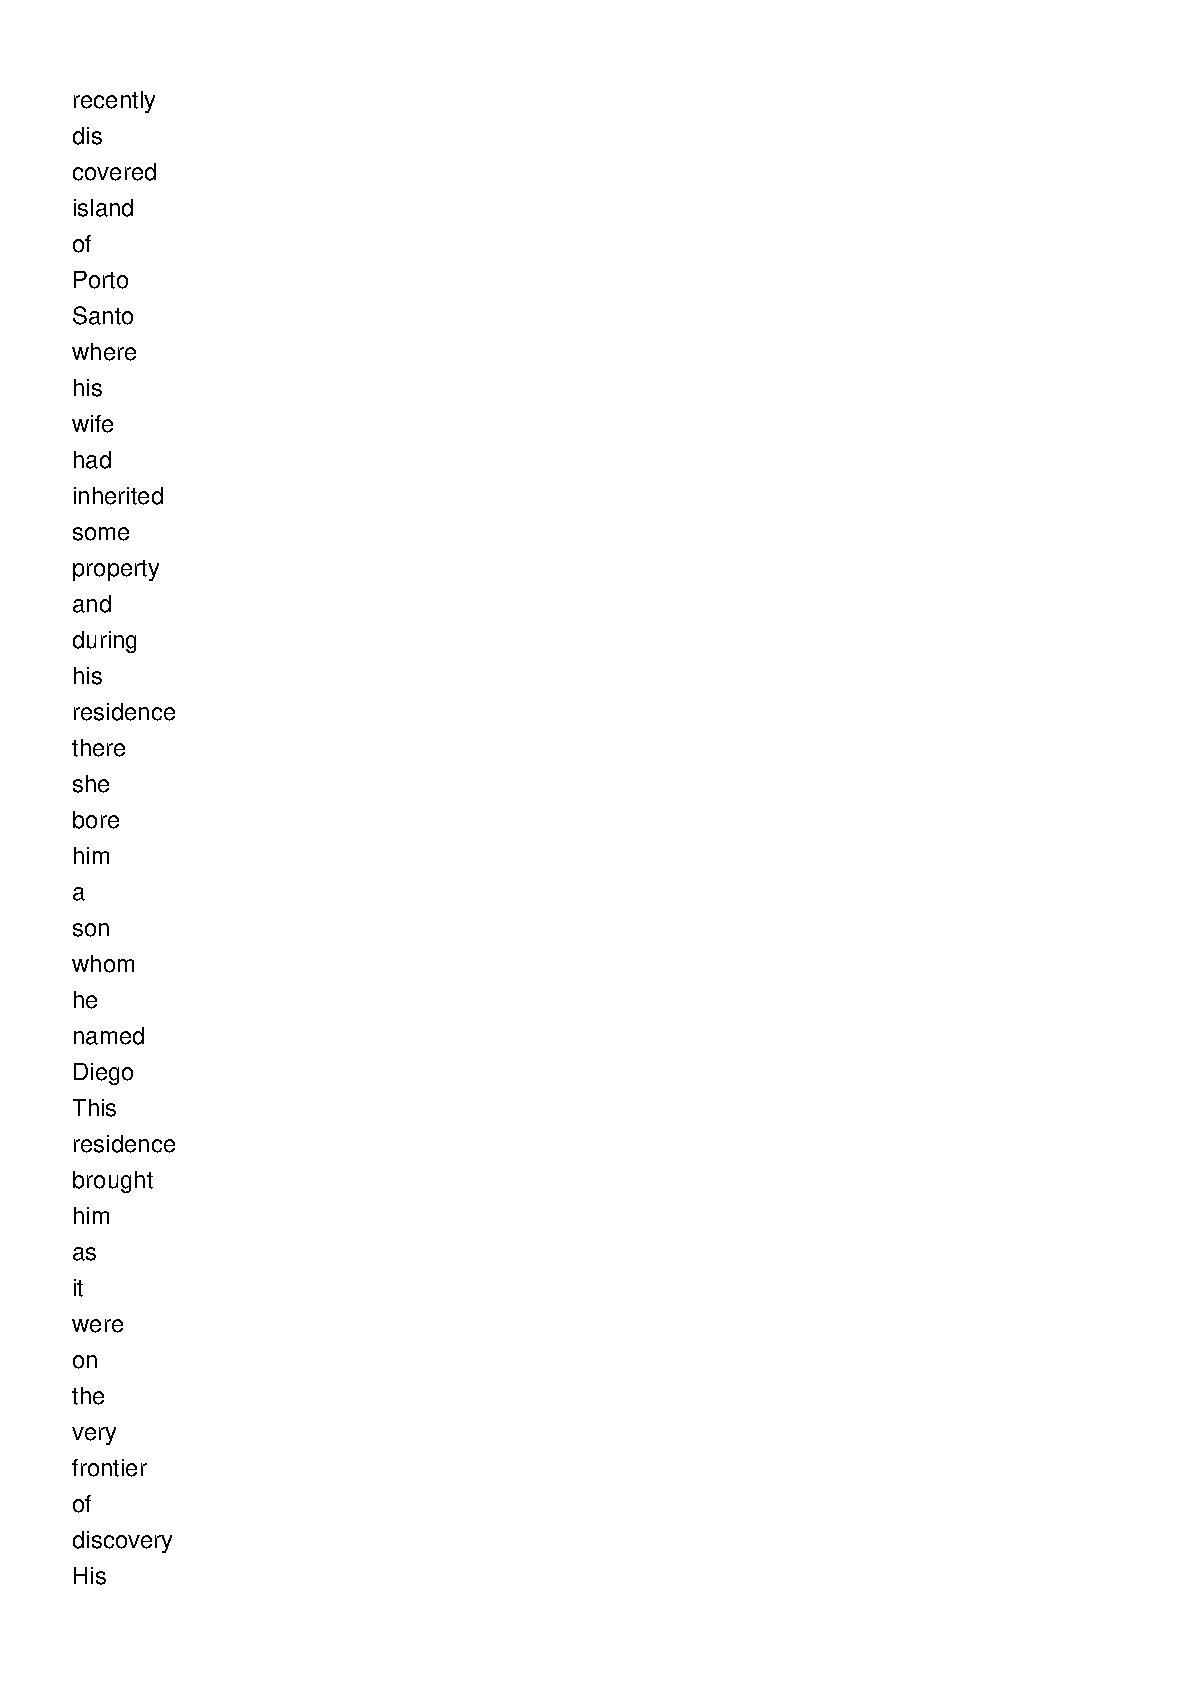 recently
dis
covered
island
of
Porto
Santo
where
his
wife
had
inherited
some
property
and
during
his
residence
there
she
bore
him
a
son
whom
he
named
Diego
This
residence
brought
him
as
it
were
on
the
very
frontier
of
discovery
His